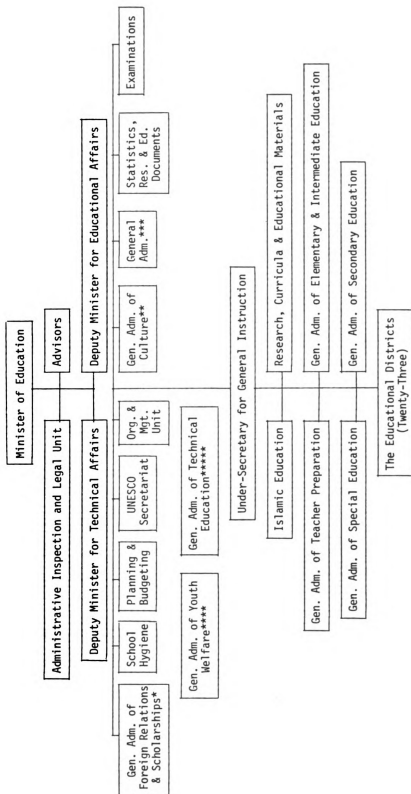 Minister of Education
Administrative Inspection and Legal Unit
Advisors
Deputy Minister for Technical Affairs
Deputy Minister for Educational Affairs
Gen. Adm. of
Foreign Relations
& Scholarships*
School
Hygiene
Planning &
Budgeting
UNESCO
Secretariat
Org. &
Mgt.
Unit
Gen. Adm. of
Culture**
General
Adm.***
Statistics,
Res. & Ed.
Documents
Examinations
Gen. Adm. of Youth
Welfare****
Gen. Adm. of Technical
Education*****
Under-Secretary for General Instruction
Islamic Education
Research, Curricula & Educational Materials
Gen. Adm. of Teacher Preparation
Gen. Adm. of Elementary & Intermediate Education
Gen. Adm. of Special Education
Gen. Adm. of Secondary Education
The Educational Districts
(Twenty-Three)